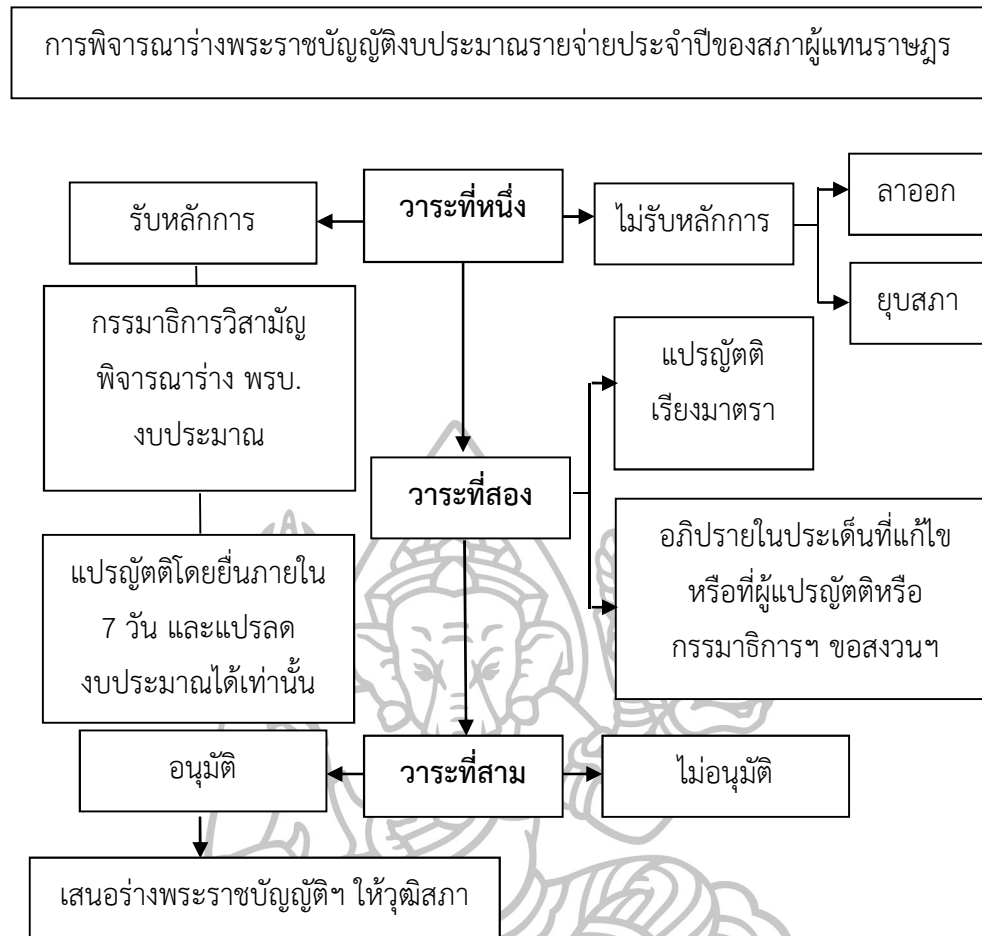 การพิจารณาร่างพระราชบัญญัติงบประมาณรายจ่ายประจำปีของสภาผู้แทนราษฎร
วาระที่หนึ่ง
รับหลักการ
ไม่รับหลักการ
ลาออก
ยุบสภา
กรรมาธิการวิสามัญ
พิจารณาร่าง พรบ.
งบประมาณ
แปรญัตติ
เรียงมาตรา
วาระที่สอง
แปรญัตติโดยยื่นภายใน
7 วัน และแปรลด
งบประมาณได้เท่านั้น
อภิปรายในประเด็นที่แก้ไข
หรือที่ผู้แปรญัตติหรือ
กรรมาธิการฯ ขอสงวนฯ
อนุมัติ
วาระที่สาม
ไม่อนุมัติ
เสนอร่างพระราชบัญญัติฯ ให้วุฒิสภา